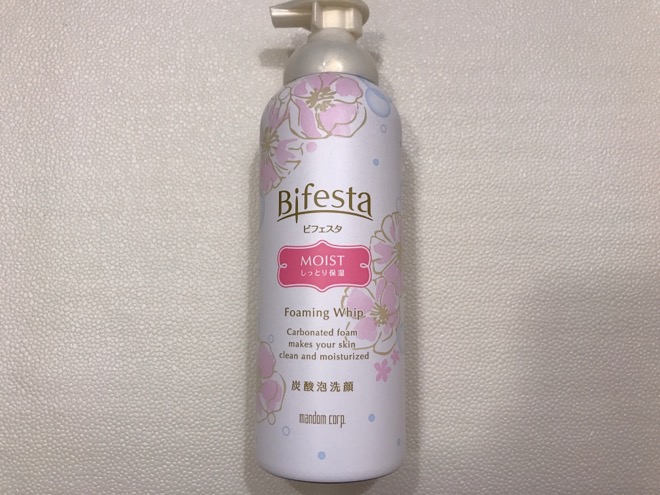 Bifesta
ビフェスタ
MOIST
しっとり保湿
Foaming Whip
Carbonated foam
makes your skin
clean and moisturized
炭酸泡洗顔
mandom corp.